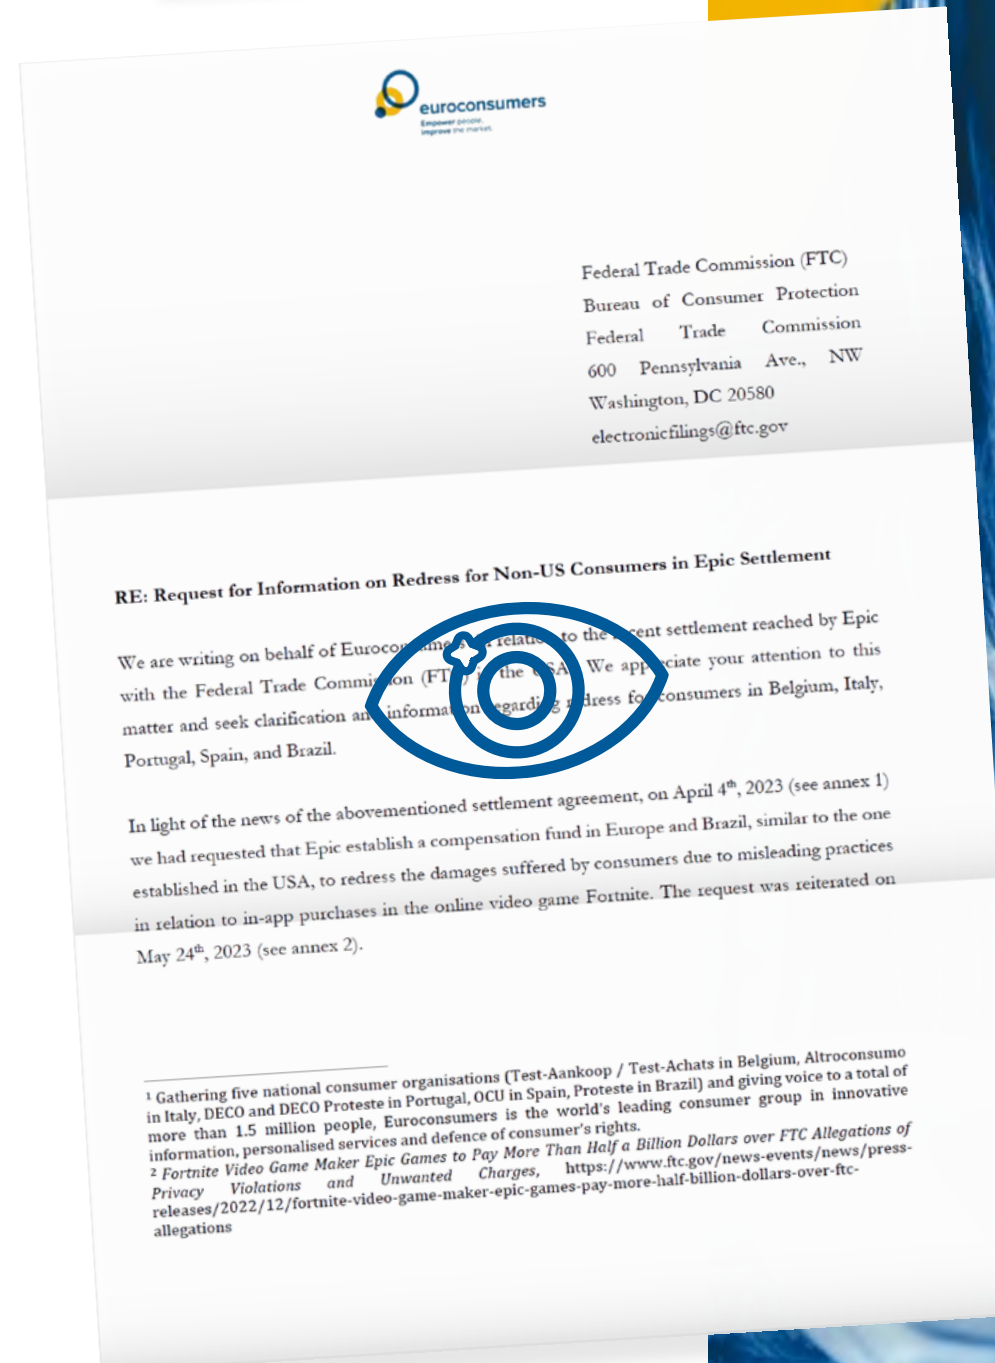 euroconsumers
Empower people.
improve the market.
Federal Trade Commission (FTC)
Bureau of Consumer Protection
Federal Trade Commission
600 Pennsylvania Ave., NW
Washington, DC 20580
electronicfilings@ftc.gov
RE: Request for Information on Redress for Non-US Consumers in Epic Settlement
We are writing on behalf of relation to the recent settlement reached by Epic
with the Federal Trade Commission (FTC) in the USA. We appreciate your attention to this
matter and seek clarification and information regarding redress for consumers in Belgium, Italy,
Portugal, Spain, and Brazil.
In light of the news of the abovementioned settlement agreement, on April 4th, 2023 (see annex 1)
we had requested that Epic establish a compensation fund in Europe and Brazil, similar to the one
established in the USA, to redress the damages suffered by consumers due to misleading practices
in relation to in-app purchases in the online video game Fortnite. The request was reiterated on
May 24th, 2023 (see annex 2).
1 Gathering five national consumer organisations (Test-Aankoop / Test-Achats in Belgium, Altroconsumo
in Italy, DECO and DECO Proteste in Portugal, OCU in Spain, Proteste in Brazil) and giving voice to a total of
more than 1.5 million people, Euroconsumers is the world's leading consumer group in innovative
information, personalised services and defence of consumer's rights.
2 Fortnite Video Game Maker Epic Games to Pay More Than Half a Billion Dollars over FTC Allegations of
Privacy Violations and Unwanted Charges, https://www.ftc.gov/news-events/news/press-
releases/2022/12/fortnite-video-game-maker-epic-games-pay-more-half-billion-dollars-over-ftc-
allegations